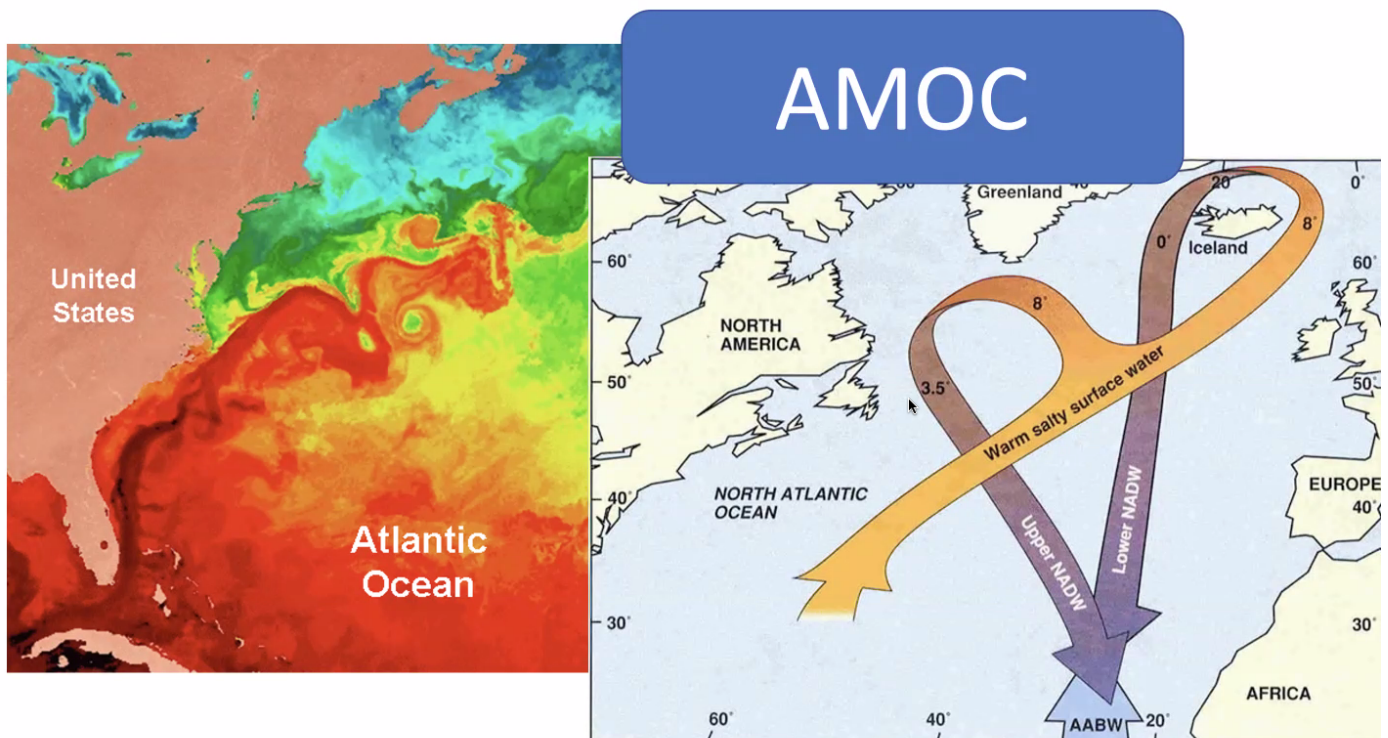 AMOC
United
States
Atlantic
Ocean
Greenland
20°
0°
8°
0°
Iceland
60°
60°
8°
NORTH
AMERICA
50°
50°
3.5°
Warm salty surface water
NORTH ATLANTIC
OCEAN
40°
EUROPE
40°
Upper NADW
Lower NADW
30°
30°
AFRICA
60°
40°
AABW
20°